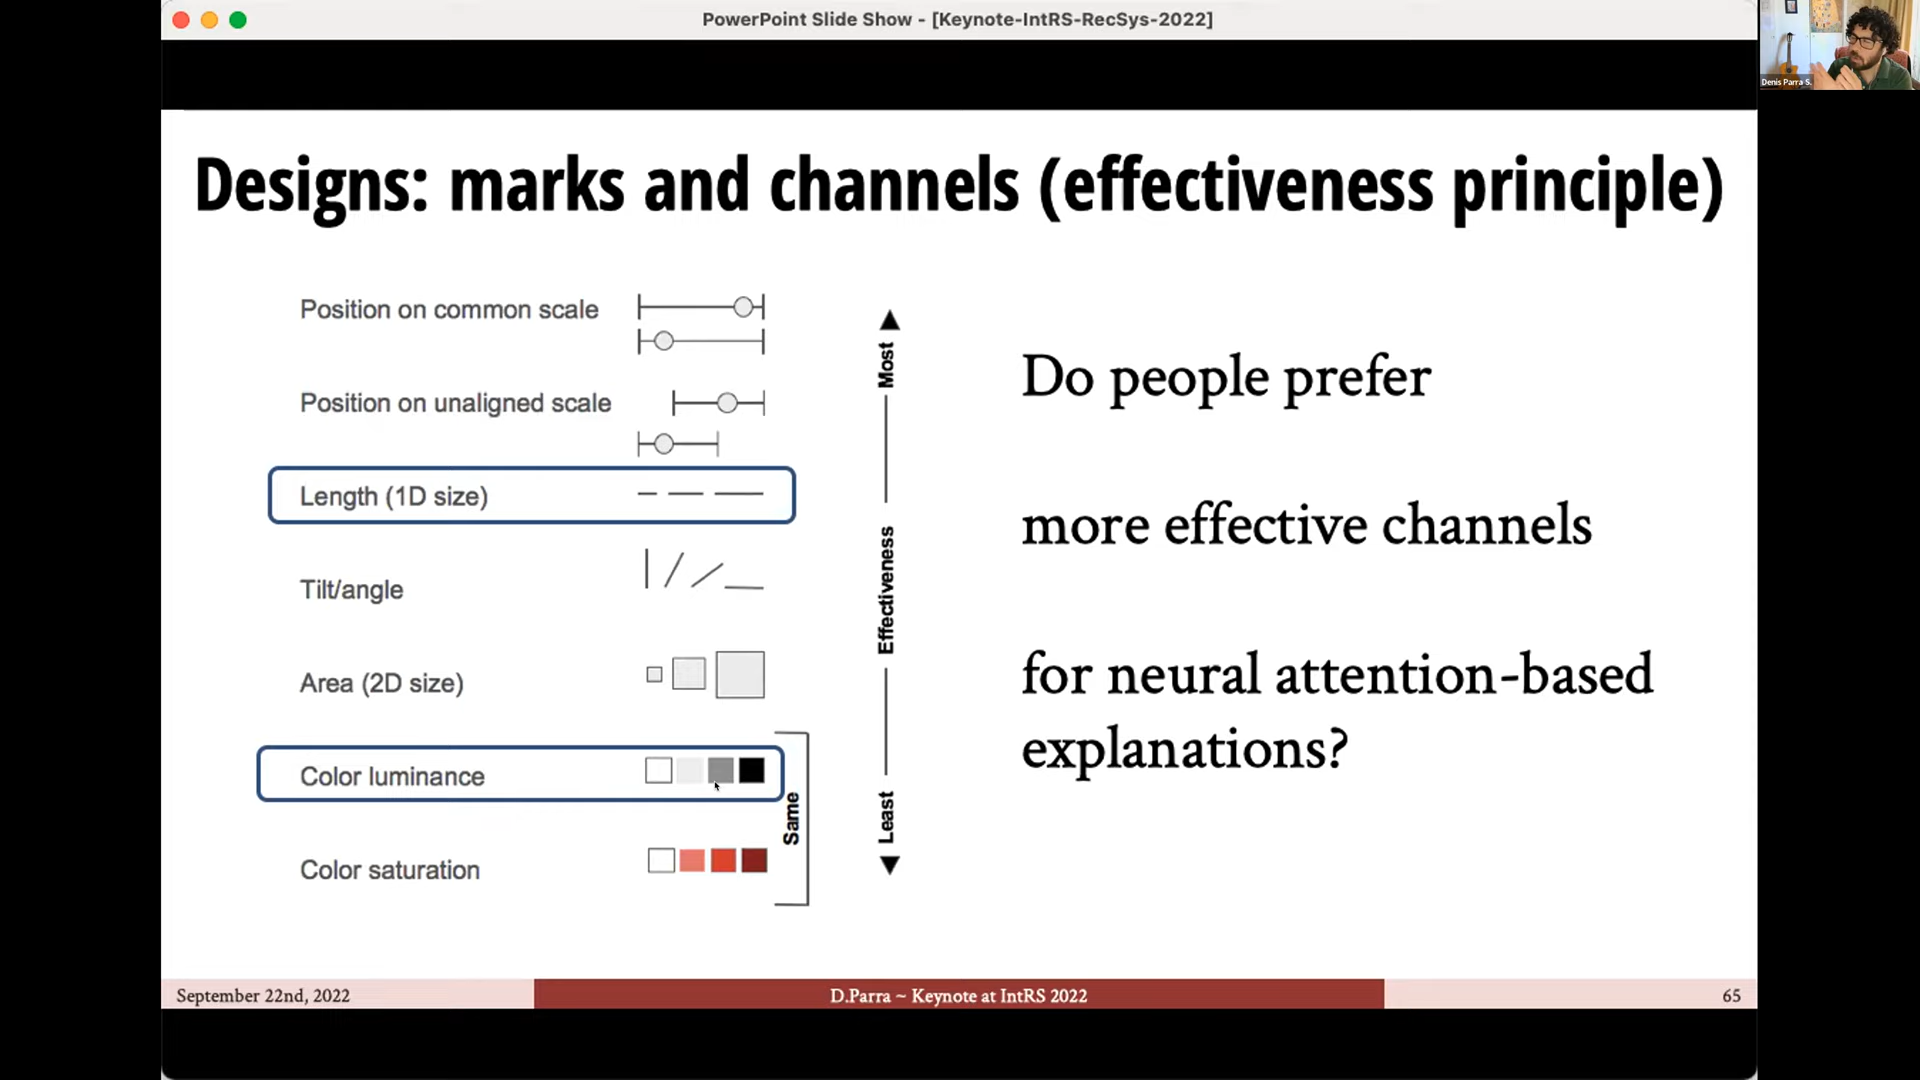 PowerPoint Slide Show - [Keynote-IntRS-RecSys-2022]
Denis Parra S.
Designs: marks and channels (effectiveness principle)
Position on common scale
Position on unaligned scale
Length (1D size)
Tilt/angle
Area (2D size)
Color luminance
Color saturation
Same
Most
Effectiveness
Least
Do people prefer
more effective channels
for neural attention-based
explanations?
September 22nd, 2022
D.Parra ~ Keynote at IntRS 2022
65